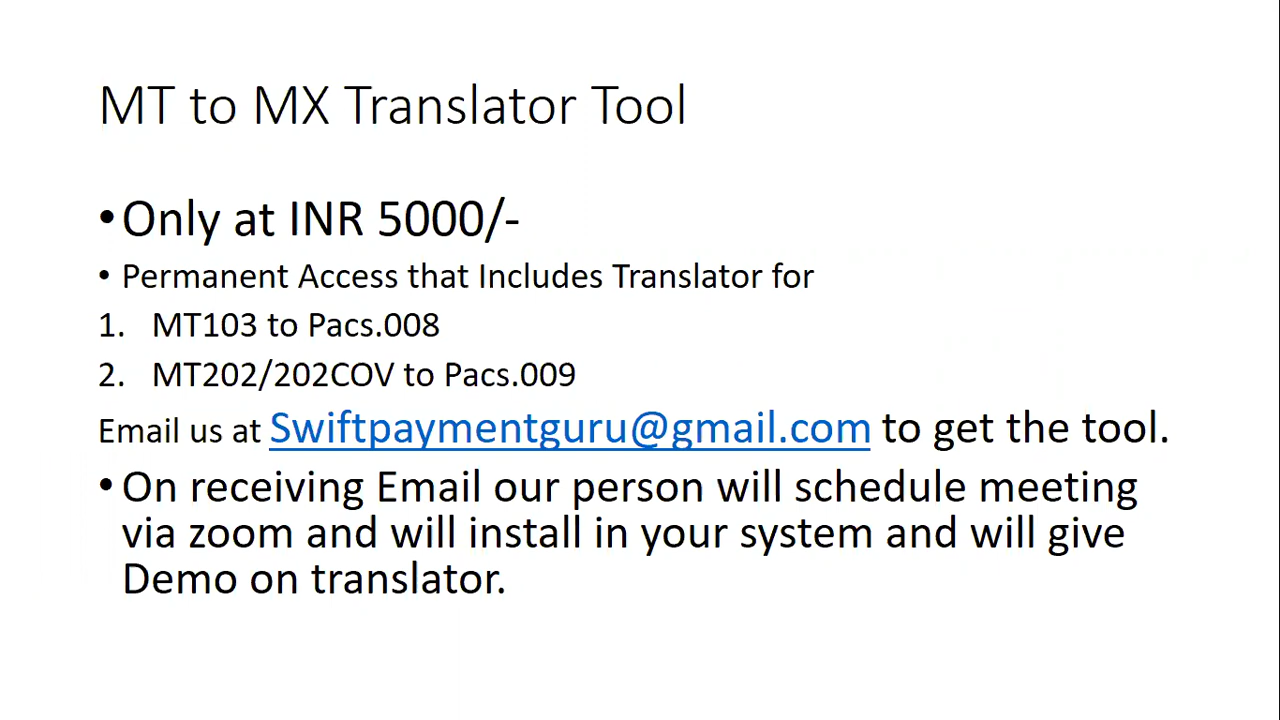 MT to MX Translator Tool
•Only at INR 5000/-
• Permanent Access that Includes Translator for
1. MT103 to Pacs.008
2. MT202/202COV to Pacs.009
Email us at Swiftpaymentguru@gmail.com to get the tool.
•On receiving Email our person will schedule meeting
via zoom and will install in your system and will give
Demo on translator.